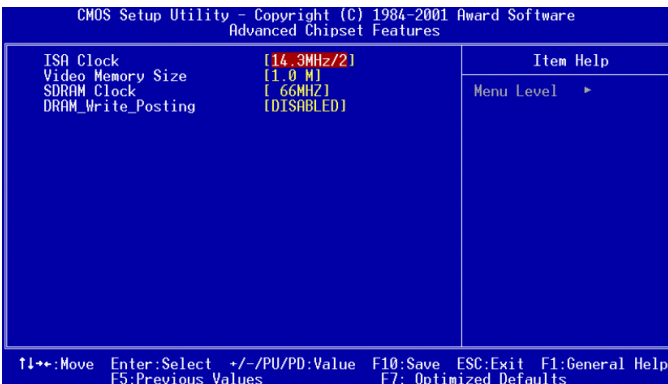 CMOS Setup Utility - Copyright (C) 1984-2001 Award Software
Advanced Chipset Features
ISA Clock [14.3MHz/2]
Video Memory Size [1.0 M]
SDRAM Clock [ 66MHZ]
DRAM_Write_Posting [DISABLED]
Item Help
Menu Level ►
↑↓→←:Move Enter:Select +/-/PU/PD:Value F10:Save ESC:Exit F1:General Help
F5:Previous Values F7: Optimized Defaults